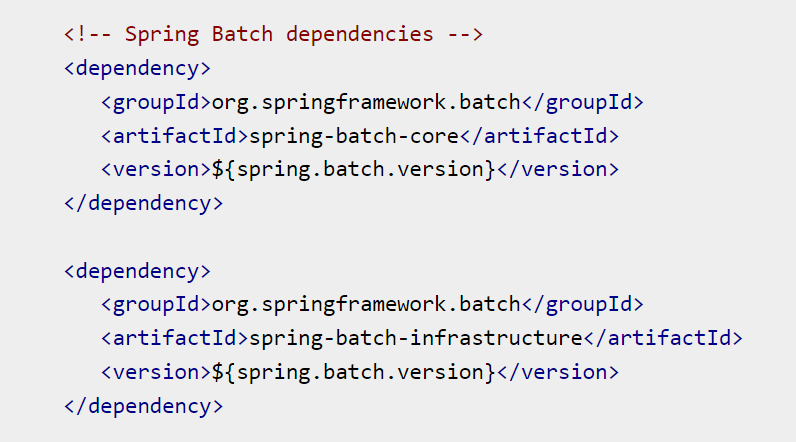 <!-- Spring Batch dependencies -->
<dependency>
<groupId>org.springframework.batch</groupId>
<artifactId>spring-batch-core</artifactId>
<version>${spring.batch.version}</version>
</dependency>
<dependency>
<groupId>org.springframework.batch</groupId>
<artifactId>spring-batch-infrastructure</artifactId>
<version>${spring.batch.version}</version>
</dependency>